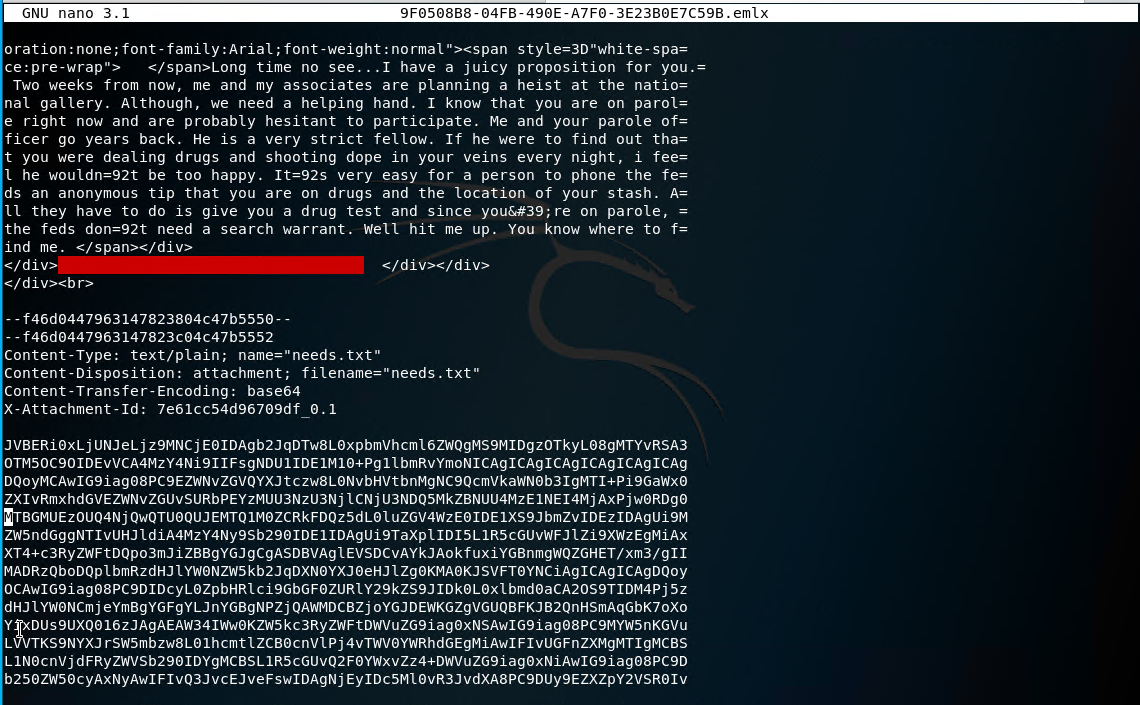 GNU nano 3.1 9F0508B8-04FB-490E-A7F0-3E23B0E7C59B.emlx
oration:none;font-family:Arial;font-weight:normal"><span style=3D"white-spa=
ce:pre-wrap">   </span>Long time no see...I have a juicy proposition for you.=
 Two weeks from now, me and my associates are planning a heist at the natio=
nal gallery. Although, we need a helping hand. I know that you are on parol=
e right now and are probably hesitant to participate. Me and your parole of=
ficer go years back. He is a very strict fellow. If he were to find out tha=
t you were dealing drugs and shooting dope in your veins every night, i fee=
l he wouldn=92t be too happy. It=92s very easy for a person to phone the fe=
ds an anonymous tip that you are on drugs and the location of your stash. A=
ll they have to do is give you a drug test and since you&#39;re on parole, =
the feds don=92t need a search warrant. Well hit me up. You know where to f=
ind me. </span></div>
</div> </div></div>
</div><br>
--f46d0447963147823804c47b5550--
--f46d0447963147823c04c47b5552
Content-Type: text/plain; name="needs.txt"
Content-Disposition: attachment; filename="needs.txt"
Content-Transfer-Encoding: base64
X-Attachment-Id: 7e61cc54d96709df_0.1
JVBERi0xLjUNJeLjz9MNCjE0IDAgb2JqDTw8L0xpbmVhcml6ZWQgMS9MIDgzOTkyL08gMTYvRSA3
OTM5OC9OIDEvVCA4MzY4Ni9IIFsgNDU1IDE1M10+Pg1lbmRvYmoNICAgICAgICAgICAgICAgICAg
DQoyMCAwIG9iag08PC9EZWNvZGVQYXJtczw8L0NvbHVtbnMgNC9QcmVkaWN0b3IgMTI+Pi9GaWx0
ZXIvRmxhdGVEZWNvZGUvSURbPEYzMUU3NzU3NjlCNjU3NDQ5MkZBNUU4MzE1NEI4MjAxPjw0RDg0
MTBGMUEzOUQ4NjQwQTU0QUJEMTQ1M0ZCRkFDQz5dL0luZGV4WzE0IDE1XS9JbmZvIDEzIDAgUi9M
ZW5ndGggNTIvUHJldiA4MzY4Ny9Sb290IDE1IDAgUi9TaXplIDI5L1R5cGUvWFJlZi9XWzEgMiAx
XT4+c3RyZWFtDQpo3mJiZBBgYGJgCgASDBVAglEVSDCvAYkJAokfuxiYGBnmgWQZGHET/xm3/gII
MADRzQboDQplbmRzdHJlYW0NZW5kb2JqDXN0YXJ0eHJlZg0KMA0KJSVFT0YNCiAgICAgICAgDQoy
OCAwIG9iag08PC9DIDcyL0ZpbHRlci9GbGF0ZURlY29kZS9JIDk0L0xlbmd0aCA2OS9TIDM4Pj5z
dHJlYW0NCmjeYmBgYGFgYLJnYGBgNPZjQAWMDCBZjoYGJDEWKGZgVGUQBFKJB2QnHSmAqGbK7oXo
LVVTKS9NYXJrSW5mbzw8L01hcmtlZCB0cnVlPj4vTWV0YWRhdGEgMiAwIFIvUGFnZXMgMTIgMCBS
L1N0cnVjdFRyZWVSb290IDYgMCBSL1R5cGUvQ2F0YWxvZz4+DWVuZG9iag0xNiAwIG9iag08PC9D
b250ZW50cyAxNyAwIFIvQ3JvcEJveFswIDAgNjEyIDc5Ml0vR3JvdXA8PC9DUy9EZXZpY2VSR0Iv